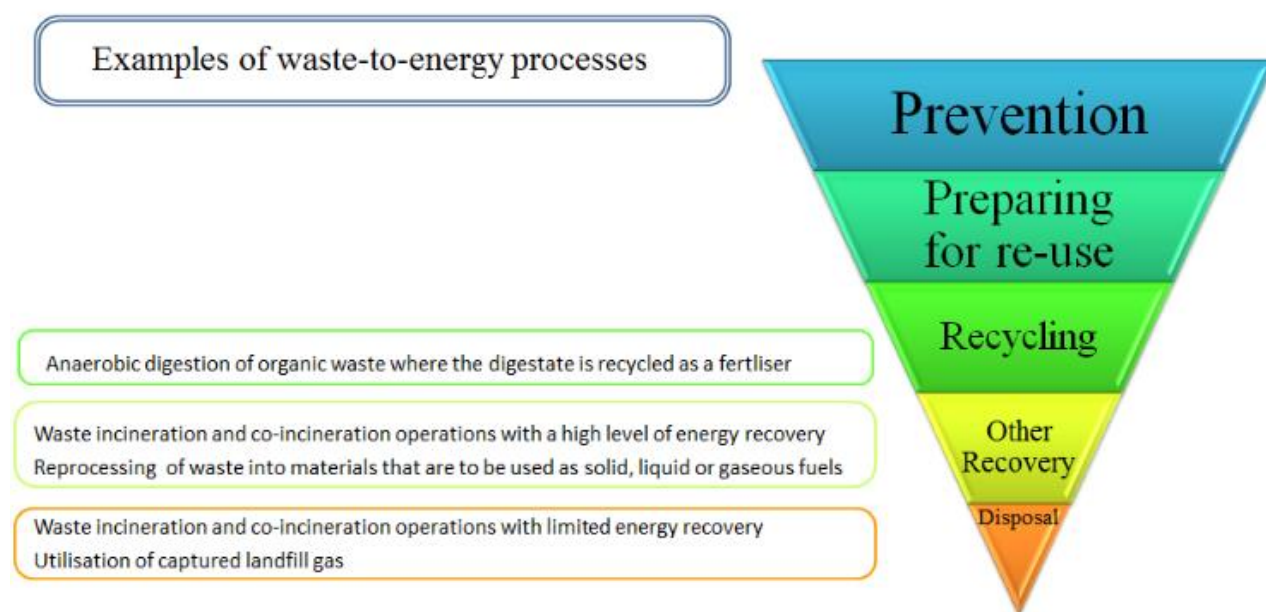 Examples of waste-to-energy processes
Prevention
Preparing
for re-use
Recycling
Anaerobic digestion of organic waste where the digestate is recycled as a fertliser
Other
Recovery
Waste incineration and co-incineration operations with a high level of energy recovery
Reprocessing of waste into materials that are to be used as solid, liquid or gaseous fuels
Disposal
Waste incineration and co-incineration operations with limited energy recovery
Utilisation of captured landfill gas